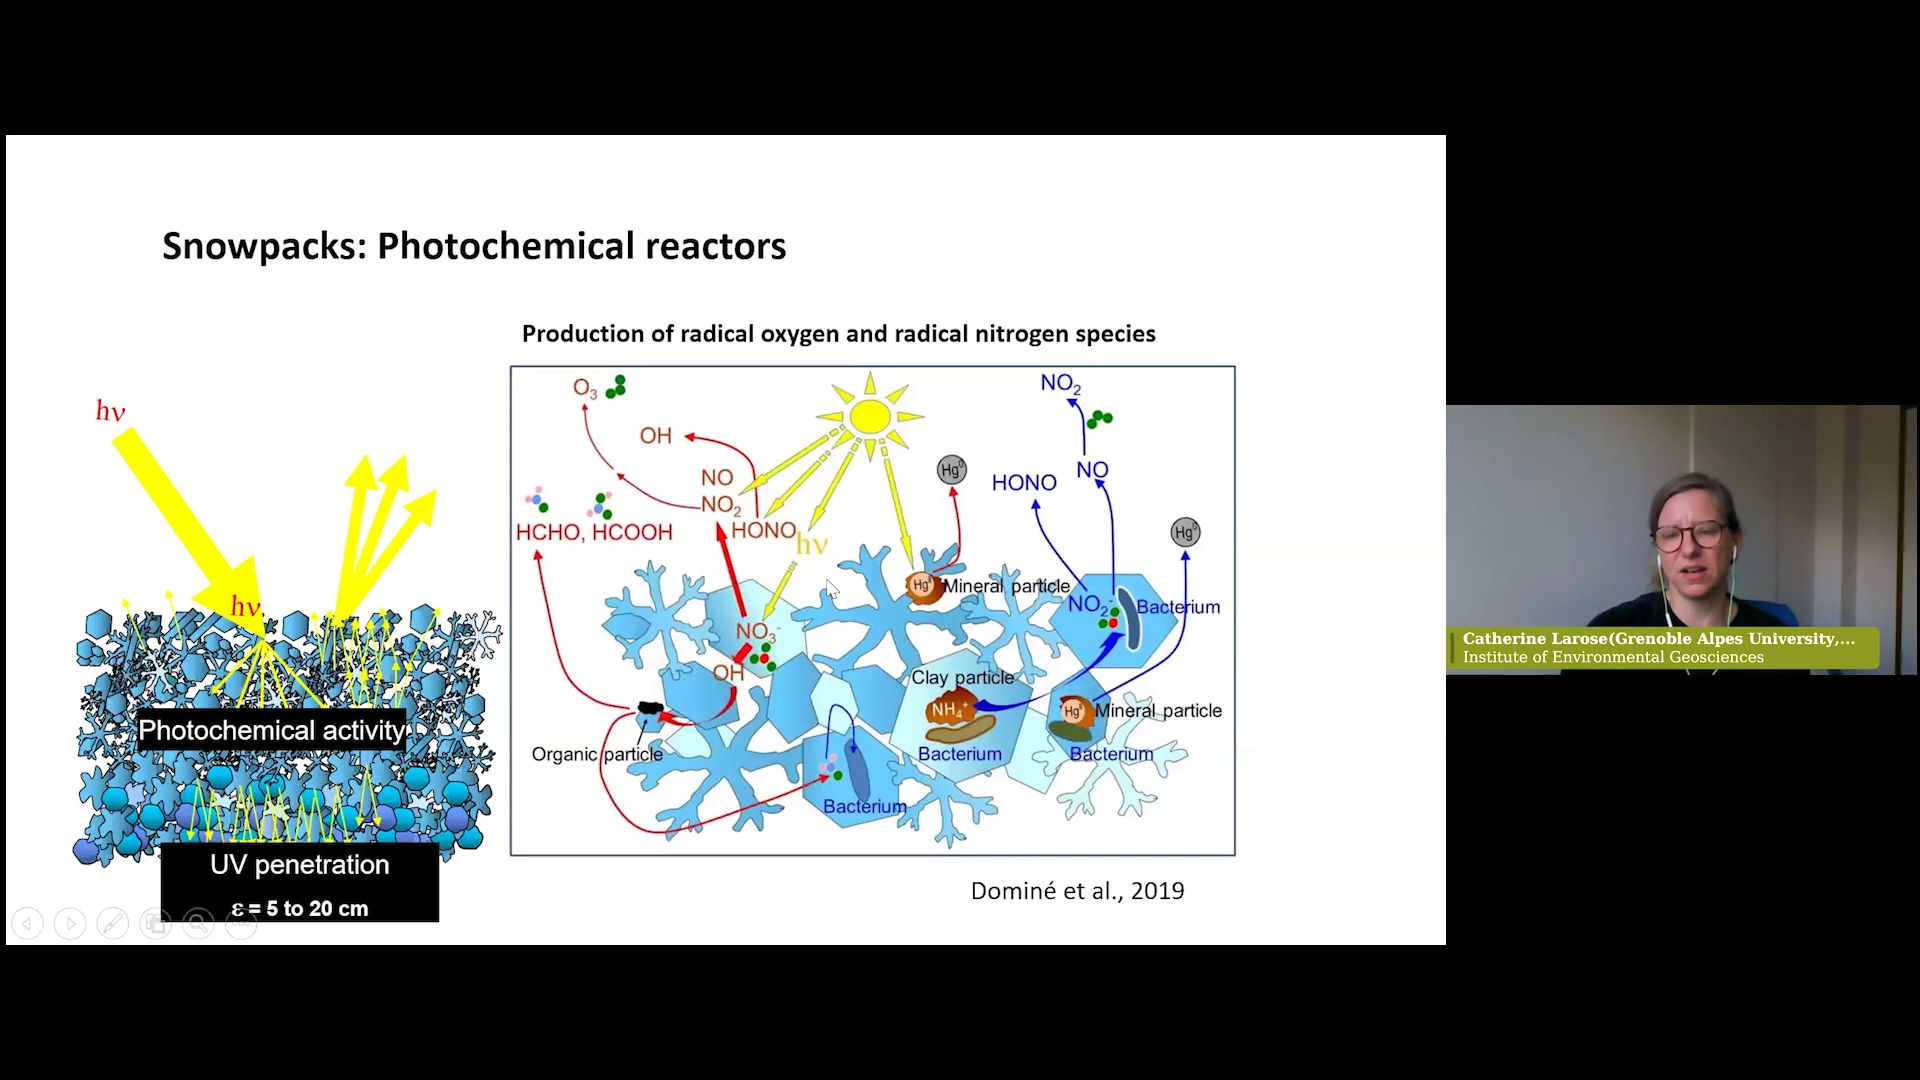 Snowpacks: Photochemical reactors
Production of radical oxygen and radical nitrogen species
hν
hν
Photochemical activity
UV penetration
ε = 5 to 20 cm
O3
OH
NO
NO2
HONO
HCHO, HCOOH
hν
NO3-
OH
Organic particle
Hg0
HgII
Mineral particle
HONO
NO2
NO
Hg0
NO2-
Bacterium
Clay particle
NH4+
Bacterium
HgII
Mineral particle
Bacterium
Bacterium
Dominé et al., 2019
Catherine Larose(Grenoble Alpes University,...
Institute of Environmental Geosciences